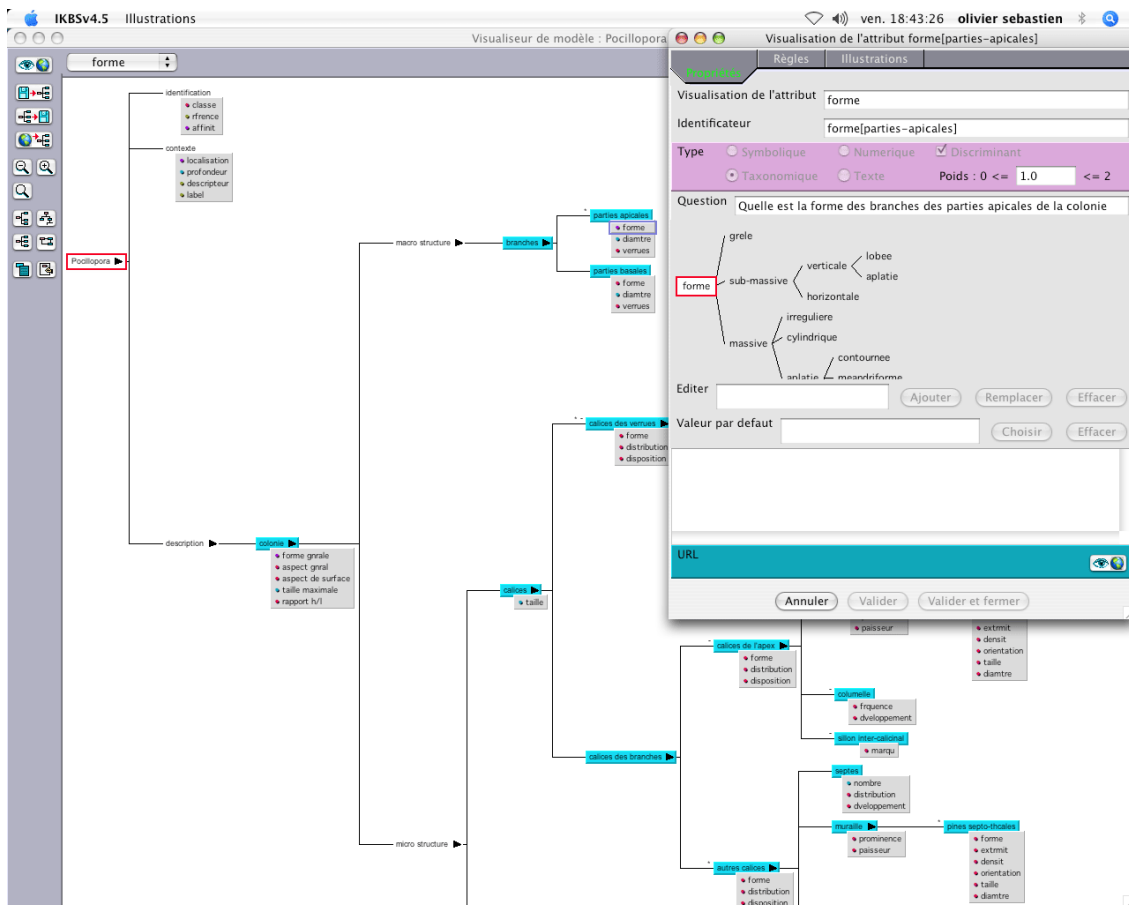 IKBSv4.5 Illustrations
ven. 18:43:26 olivier sebastien
Visualiseur de modèle : Pocillopora
forme
Pocillopora
identification
classe
rfrence
affinit
contexte
localisation
profondeur
descripteur
label
description
colonie
forme gnrale
aspect gnral
aspect de surface
taille maximale
rapport h/l
macro structure
branches
parties apicales
forme
diamtre
verrues
parties basales
forme
diamtre
verrues
micro structure
calices
taille
calices des verrues
forme
distribution
disposition
calices des branches
calices de l'apex
forme
distribution
disposition
autres calices
forme
distribution
disposition
paisseur
extrmit
densit
orientation
taille
diamtre
columelle
frquence
dveloppement
sillon inter-calicinal
marqu
septes
nombre
distribution
dveloppement
muraille
prominence
paisseur
pines septo-thcales
forme
extrmit
densit
orientation
taille
diamtre
Visualisation de l'attribut forme[parties-apicales]
Propriétés Règles Illustrations
Visualisation de l'attribut forme
Identificateur forme[parties-apicales]
Type Symbolique Numerique Discriminant
Taxonomique Texte Poids : 0 <= 1.0 <= 2
Question Quelle est la forme des branches des parties apicales de la colonie
forme
grele
sub-massive
verticale
lobee
aplatie
horizontale
massive
irreguliere
cylindrique
aplatie
contournee
meandriforme
Editer Ajouter Remplacer Effacer
Valeur par defaut Choisir Effacer
URL
Annuler Valider Valider et fermer